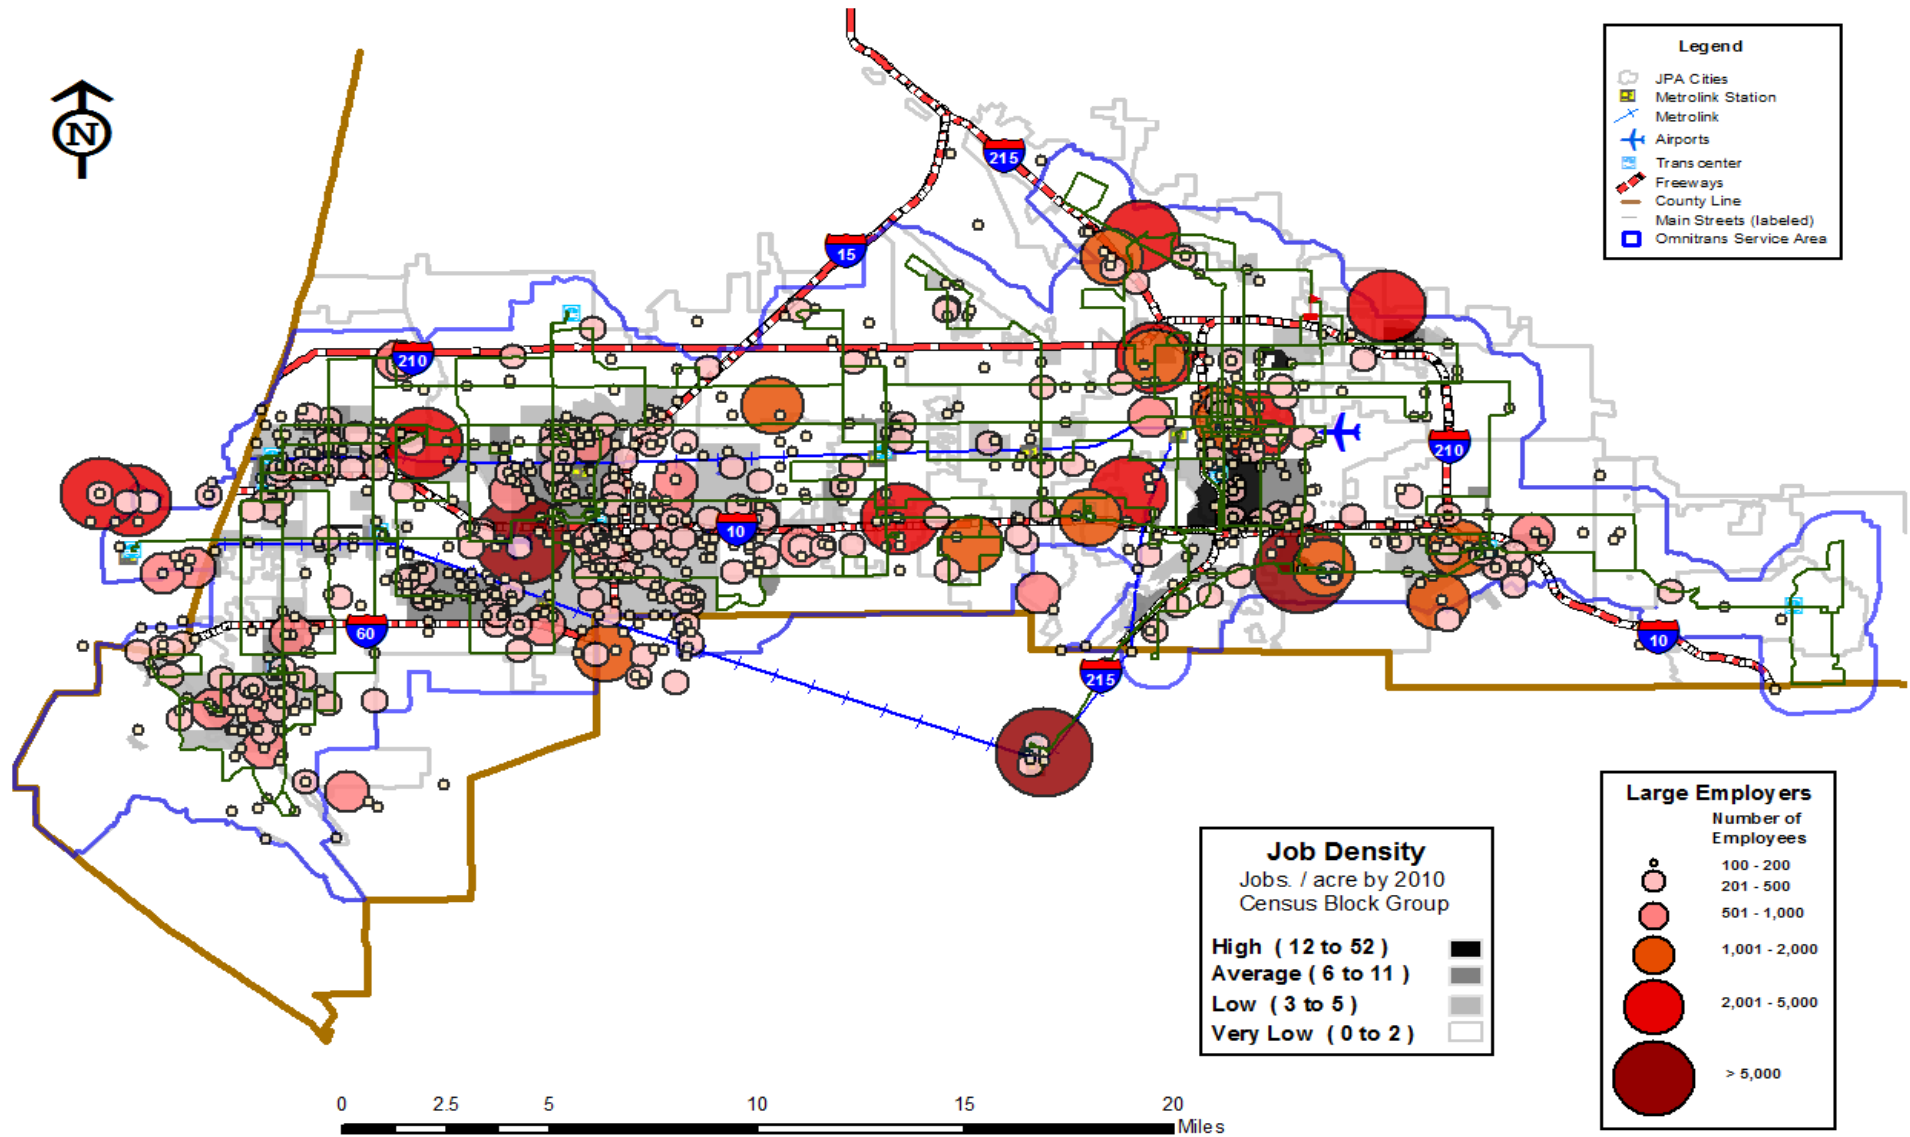 Legend
JPA Cities
Metrolink Station
Metrolink
Airports
Transcenter
Freeways
County Line
Main Streets (labeled)
Omnitrans Service Area
N
215
15
210
210
10
60
10
215
Job Density
Jobs. / acre by 2010
Census Block Group
High ( 12 to 52 )
Average ( 6 to 11 )
Low ( 3 to 5 )
Very Low ( 0 to 2 )
Large Employers
Number of
Employees
100 - 200
201 - 500
501 - 1,000
1,001 - 2,000
2,001 - 5,000
> 5,000
0 2.5 5 10 15 20
Miles